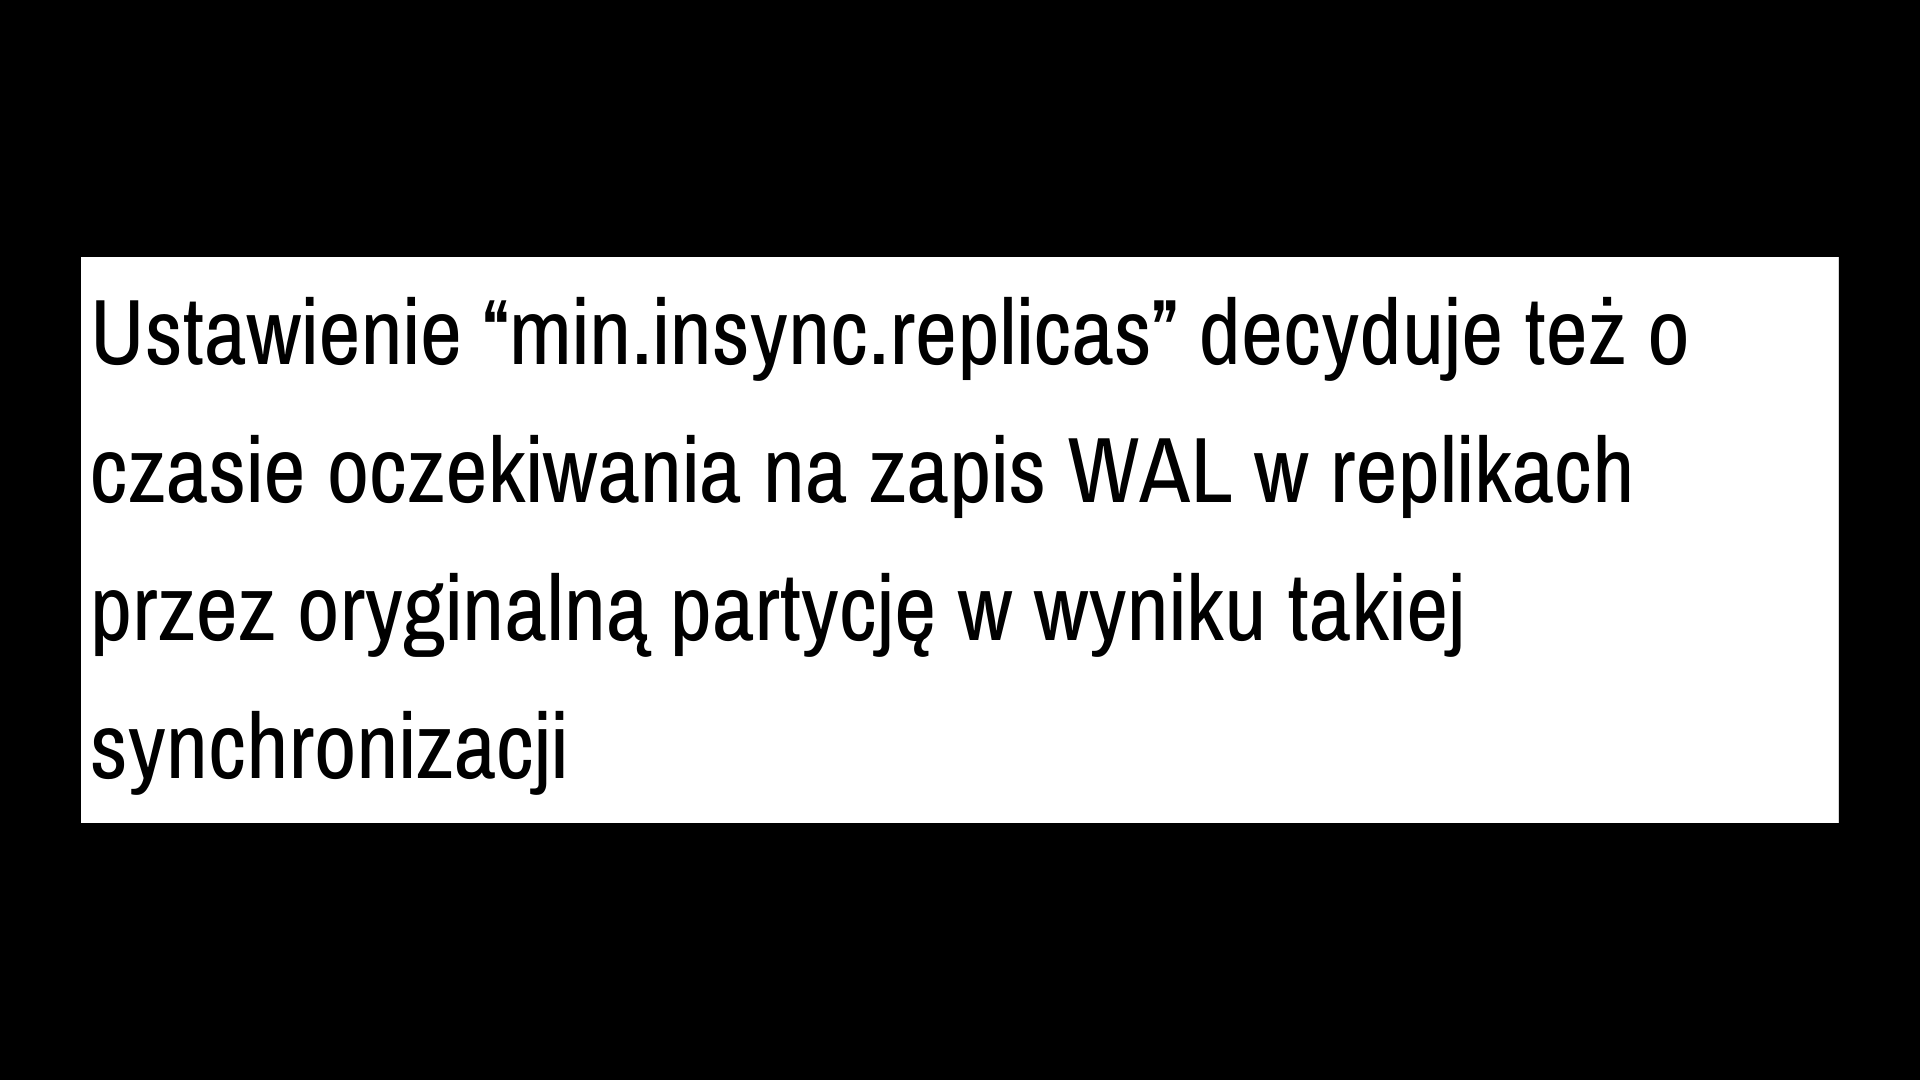 Ustawienie “min.insync.replicas” decyduje też o
czasie oczekiwania na zapis WAL w replikach
przez oryginalną partycję w wyniku takiej
synchronizacji